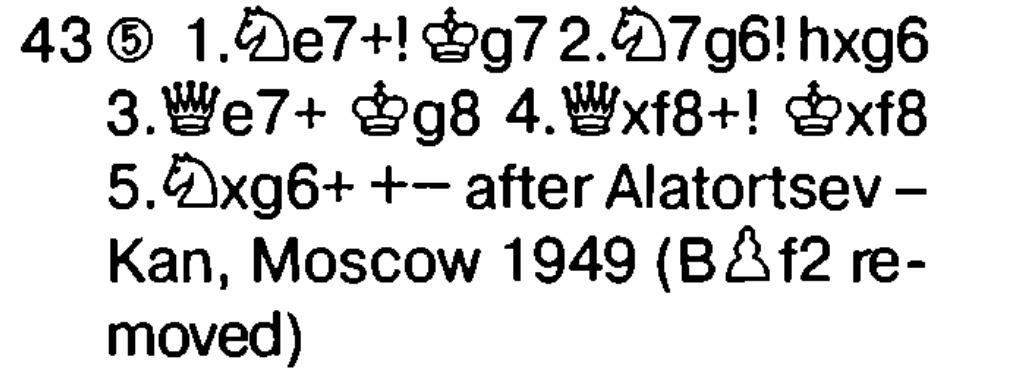 43 ⑤ 1.♘e7+! ♔g7 2.♘7g6! hxg6
3.♕e7+ ♔g8 4.♕xf8+! ♔xf8
5.♘xg6+ +− after Alatortsev –
Kan, Moscow 1949 (B♙f2 re-
moved)